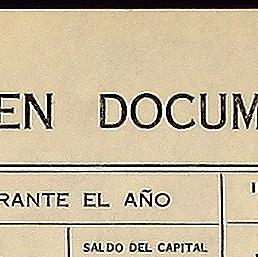 EN DOCUM
RANTE EL AÑO
SALDO DEL CAPITAL